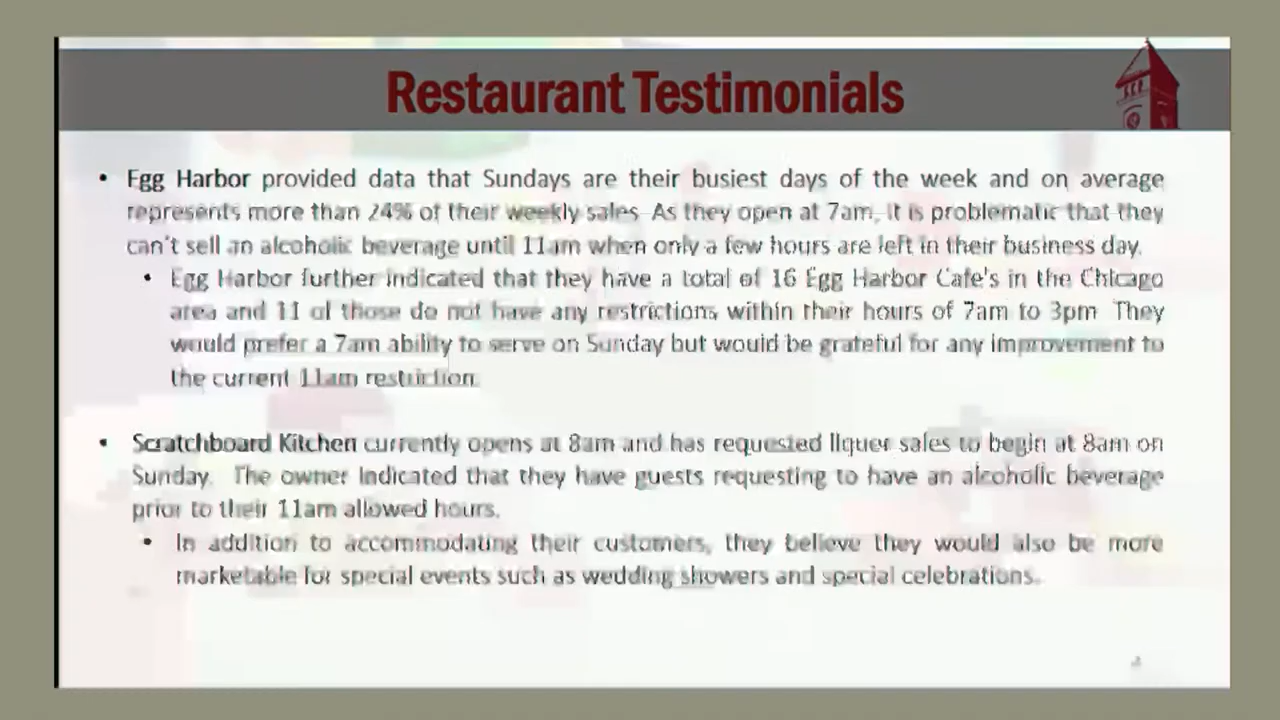 Restaurant Testimonials
• Egg Harbor provided data that Sundays are their busiest days of the week and on average
represents more than 24% of their weekly sales. As they open at 7am, it is problematic that they
can't sell an alcoholic beverage until 11am when only a few hours are left in their business day.
• Egg Harbor further indicated that they have a total of 16 Egg Harbor Cafe's in the Chicago
area and 11 of those do not have any restrictions within their hours of 7am to 3pm. They
would prefer a 7am ability to serve on Sunday but would be grateful for any improvement to
the current 11am restriction.
• Scratchboard Kitchen currently opens at 8am and has requested liquor sales to begin at 8am on
Sunday. The owner indicated that they have guests requesting to have an alcoholic beverage
prior to their 11am allowed hours.
• In addition to accommodating their customers, they believe they would also be more
marketable for special events such as wedding showers and special celebrations.